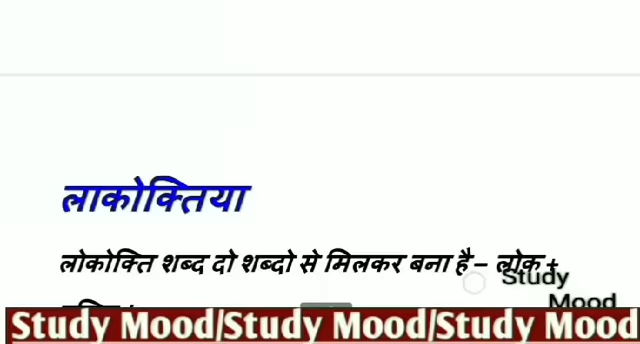 लाकोक्तिया
लोकोक्ति शब्द दो शब्दो से मिलकर बना है – लोक +
Study
Mood
Study Mood/Study Mood/Study Mood